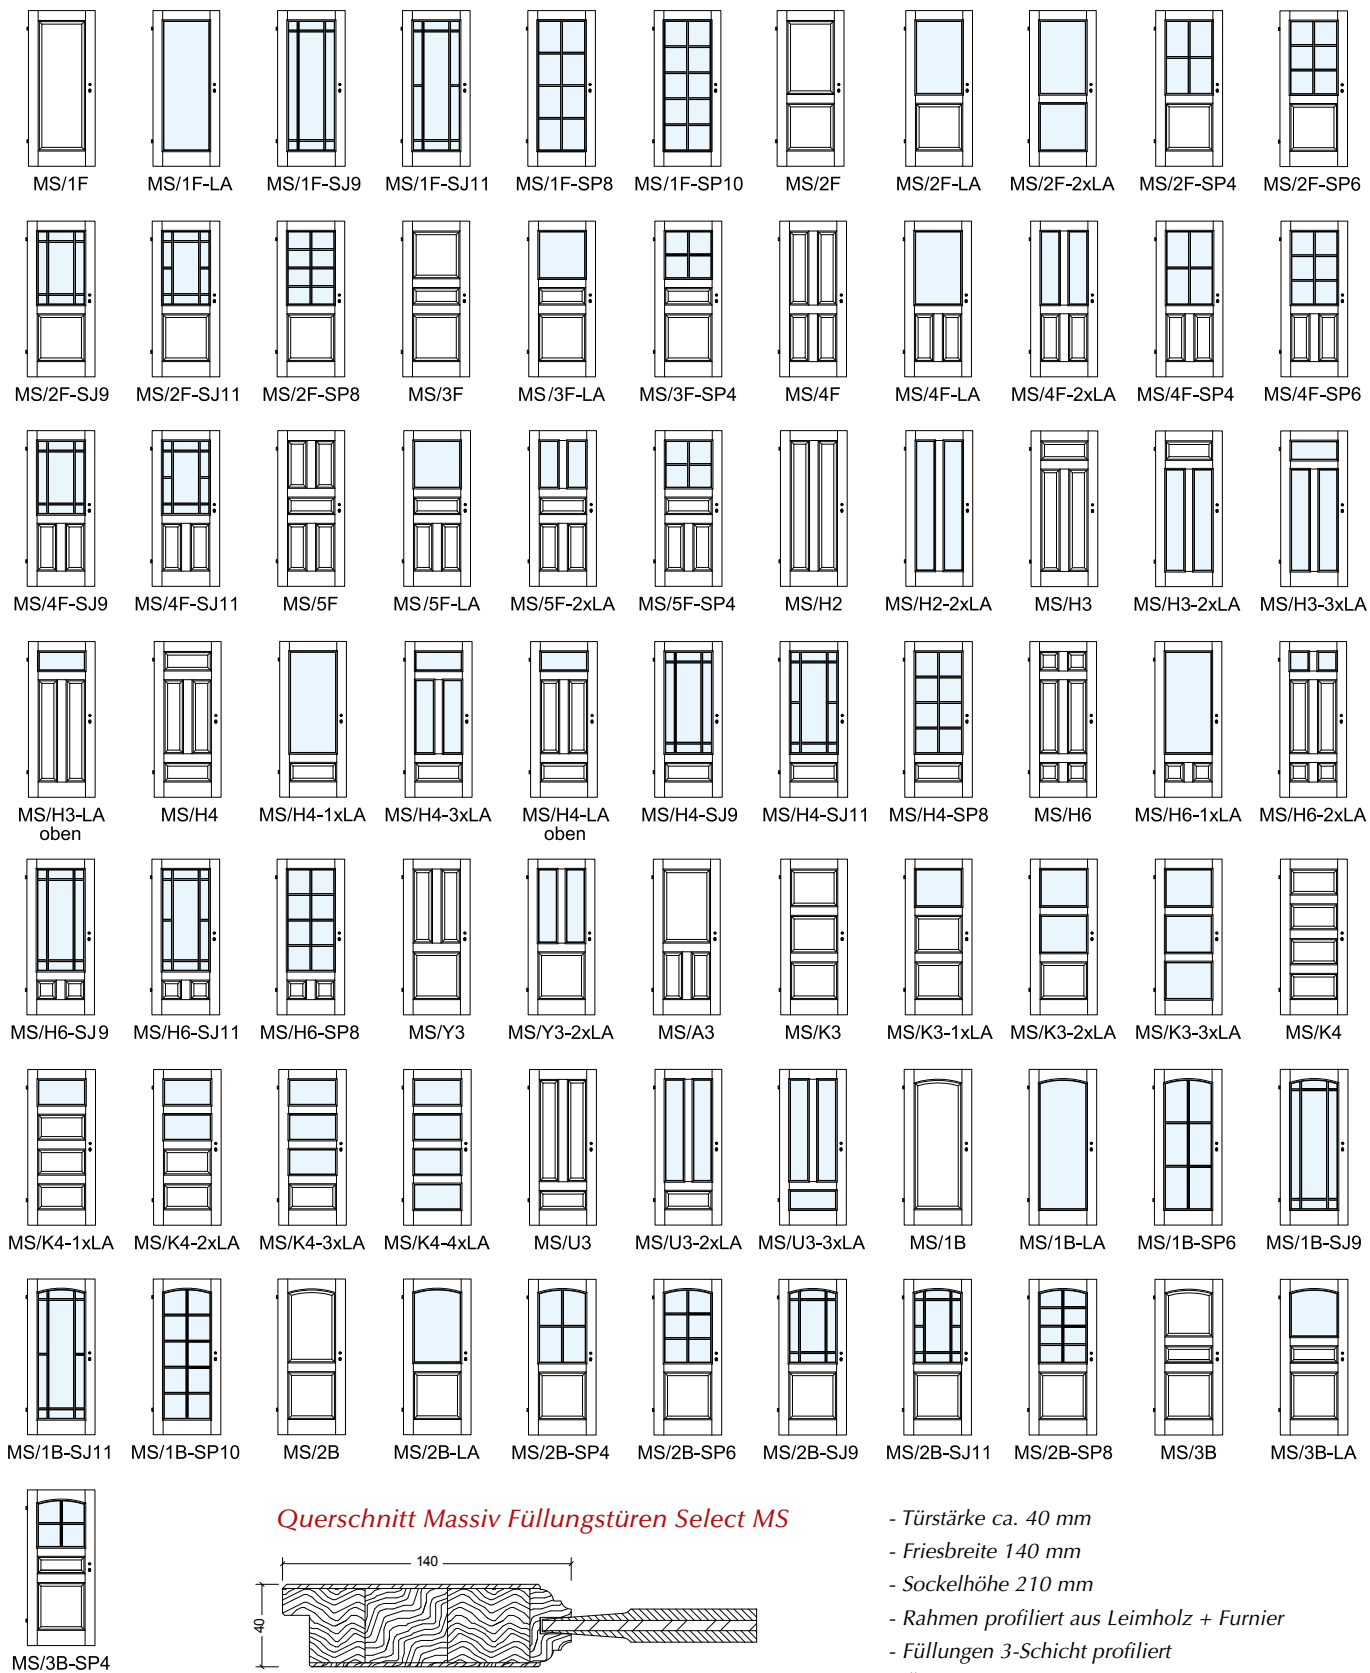 MS/1F MS/1F-LA MS/1F-SJ9 MS/1F-SJ11 MS/1F-SP8 MS/1F-SP10 MS/2F MS/2F-LA MS/2F-2xLA MS/2F-SP4 MS/2F-SP6
MS/2F-SJ9 MS/2F-SJ11 MS/2F-SP8 MS/3F MS/3F-LA MS/3F-SP4 MS/4F MS/4F-LA MS/4F-2xLA MS/4F-SP4 MS/4F-SP6
MS/4F-SJ9 MS/4F-SJ11 MS/5F MS/5F-LA MS/5F-2xLA MS/5F-SP4 MS/H2 MS/H2-2xLA MS/H3 MS/H3-2xLA MS/H3-3xLA
MS/H3-LA MS/H4 MS/H4-1xLA MS/H4-3xLA MS/H4-LA MS/H4-SJ9 MS/H4-SJ11 MS/H4-SP8 MS/H6 MS/H6-1xLA MS/H6-2xLA
oben oben
MS/H6-SJ9 MS/H6-SJ11 MS/H6-SP8 MS/Y3 MS/Y3-2xLA MS/A3 MS/K3 MS/K3-1xLA MS/K3-2xLA MS/K3-3xLA MS/K4
MS/K4-1xLA MS/K4-2xLA MS/K4-3xLA MS/K4-4xLA MS/U3 MS/U3-2xLA MS/U3-3xLA MS/1B MS/1B-LA MS/1B-SP6 MS/1B-SJ9
MS/1B-SJ11 MS/1B-SP10 MS/2B MS/2B-LA MS/2B-SP4 MS/2B-SP6 MS/2B-SJ9 MS/2B-SJ11 MS/2B-SP8 MS/3B MS/3B-LA
MS/3B-SP4
Querschnitt Massiv Füllungstüren Select MS
140
40
- Türstärke ca. 40 mm
- Friesbreite 140 mm
- Sockelhöhe 210 mm
- Rahmen profiliert aus Leimholz + Furnier
- Füllungen 3-Schicht profiliert